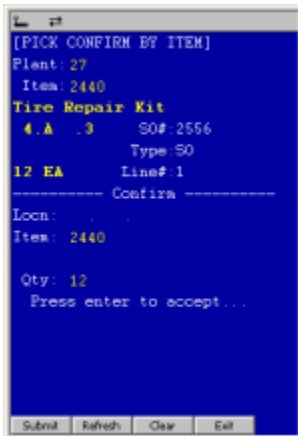 [PICK CONFIRM BY ITEM]
Plant: 27
Item: 2440
Tire Repair Kit
4.A .3 SO#:2556
Type:SO
12 EA Line#:1
---------- Confirm ----------
Locn: . .
Item: 2440
Qty: 12
Press enter to accept...
Submit Refresh Clear Exit